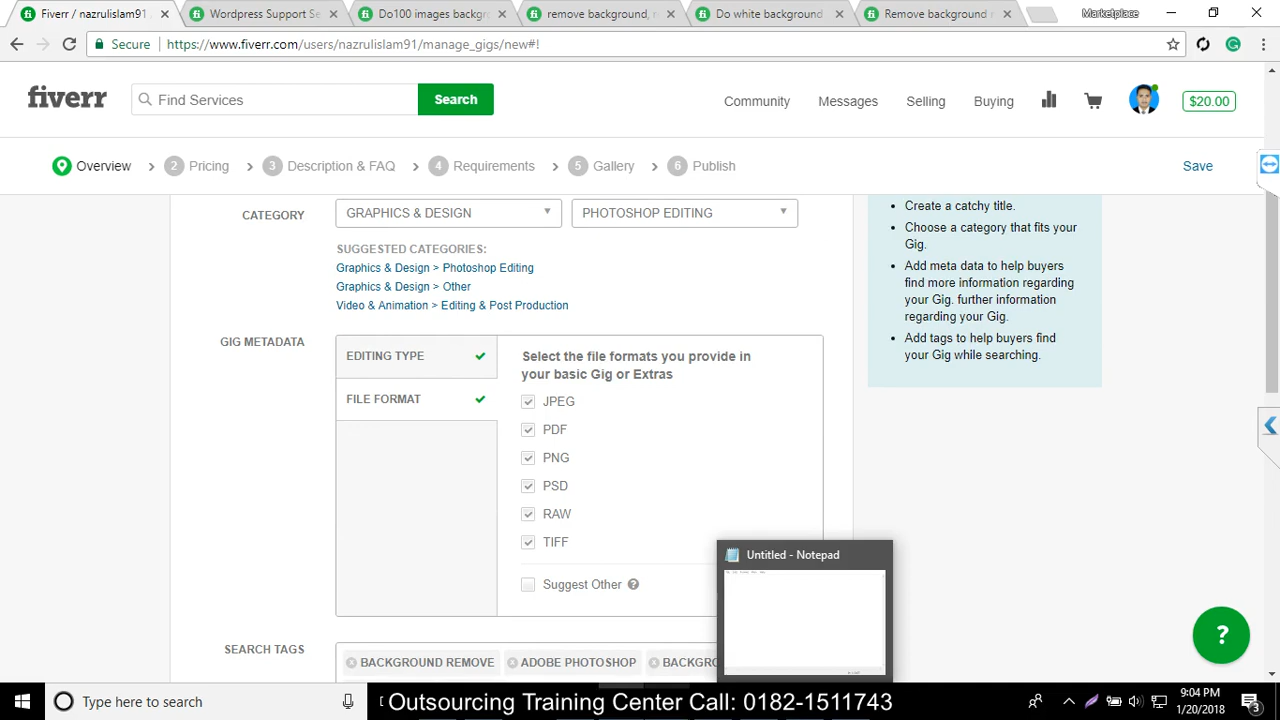 Fiverr / nazrulislam91
Wordpress Support Se
Do100 images backgr
remove background, r
Do white background
Remove background
Marketplace
Secure
https://www.fiverr.com/users/nazrulislam91/manage_gigs/new#!
fiverr
Find Services
Search
Community
Messages
Selling
Buying
$20.00
Overview
2 Pricing
3 Description & FAQ
4 Requirements
5 Gallery
6 Publish
Save
CATEGORY
GRAPHICS & DESIGN
PHOTOSHOP EDITING
SUGGESTED CATEGORIES:
Graphics & Design > Photoshop Editing
Graphics & Design > Other
Video & Animation > Editing & Post Production
GIG METADATA
EDITING TYPE
FILE FORMAT
Select the file formats you provide in
your basic Gig or Extras
JPEG
PDF
PNG
PSD
RAW
TIFF
Suggest Other ?
• Create a catchy title.
• Choose a category that fits your
Gig.
• Add meta data to help buyers
find more information regarding
your Gig. further information
regarding your Gig.
• Add tags to help buyers find
your Gig while searching.
Untitled - Notepad
SEARCH TAGS
BACKGROUND REMOVE
ADOBE PHOTOSHOP
BACKGRO
?
Type here to search
Outsourcing Training Center Call: 0182-1511743
9:04 PM
1/20/2018
3